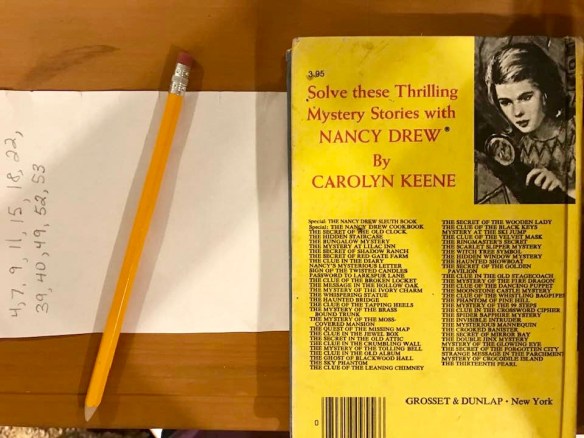 4, 7, 9, 11, 15, 18, 22,
39, 40, 49, 52, 53
3.95
Solve these Thrilling
Mystery Stories with
NANCY DREW®
By
CAROLYN KEENE
Special: THE NANCY DREW SLEUTH BOOK
Special: THE NANCY DREW COOKBOOK
THE SECRET OF THE OLD CLOCK
THE HIDDEN STAIRCASE
THE BUNGALOW MYSTERY
THE MYSTERY AT LILAC INN
THE SECRET OF SHADOW RANCH
THE SECRET OF RED GATE FARM
THE CLUE IN THE DIARY
NANCY'S MYSTERIOUS LETTER
SIGN OF THE TWISTED CANDLES
PASSWORD TO LARKSPUR LANE
THE CLUE OF THE BROKEN LOCKET
THE MESSAGE IN THE HOLLOW OAK
THE MYSTERY OF THE IVORY CHARM
THE WHISPERING STATUE
THE HAUNTED BRIDGE
THE CLUE OF THE TAPPING HEELS
THE MYSTERY OF THE BRASS
BOUND TRUNK
THE MYSTERY OF THE MOSS-
COVERED MANSION
THE QUEST OF THE MISSING MAP
THE CLUE IN THE JEWEL BOX
THE SECRET IN THE OLD ATTIC
THE CLUE IN THE CRUMBLING WALL
THE MYSTERY OF THE TOLLING BELL
THE CLUE IN THE OLD ALBUM
THE GHOST OF BLACKWOOD HALL
THE SKY PHANTOM
THE CLUE OF THE LEANING CHIMNEY
THE SECRET OF THE WOODEN LADY
THE CLUE OF THE BLACK KEYS
MYSTERY AT THE SKI JUMP
THE CLUE OF THE VELVET MASK
THE RINGMASTER'S SECRET
THE SCARLET SLIPPER MYSTERY
THE WITCH TREE SYMBOL
THE HIDDEN WINDOW MYSTERY
THE HAUNTED SHOWBOAT
THE SECRET OF THE GOLDEN
PAVILION
THE CLUE IN THE OLD STAGECOACH
THE MYSTERY OF THE FIRE DRAGON
THE CLUE OF THE DANCING PUPPET
THE MOONSTONE CASTLE MYSTERY
THE CLUE OF THE WHISTLING BAGPIPES
THE PHANTOM OF PINE HILL
THE MYSTERY OF THE 99 STEPS
THE CLUE IN THE CROSSWORD CIPHER
THE SPIDER SAPPHIRE MYSTERY
THE INVISIBLE INTRUDER
THE MYSTERIOUS MANNEQUIN
THE CROOKED BANISTER
THE SECRET OF MIRROR BAY
THE DOUBLE JINX MYSTERY
MYSTERY OF THE GLOWING EYE
THE SECRET OF THE FORGOTTEN CITY
STRANGE MESSAGE IN THE PARCHMENT
MYSTERY OF CROCODILE ISLAND
THE THIRTEENTH PEARL
GROSSET & DUNLAP • New York
D